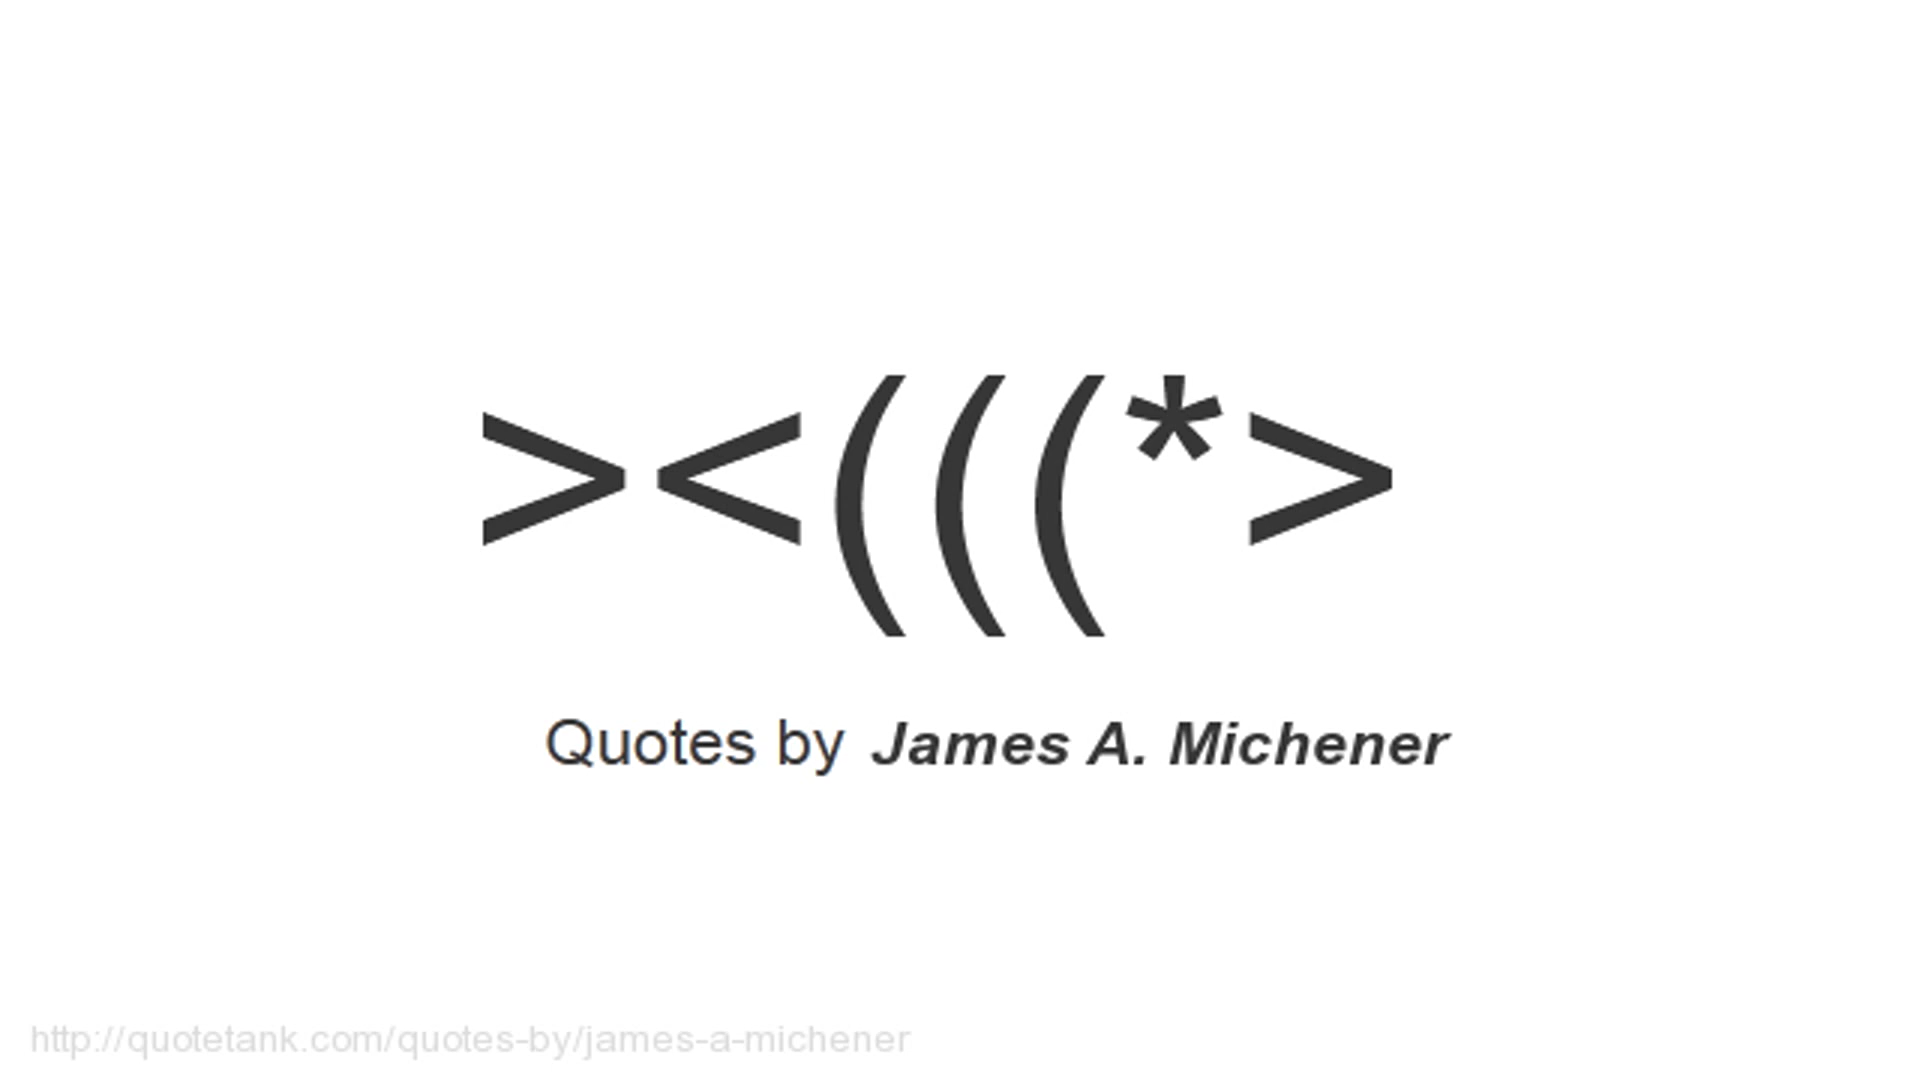 ><(((*>
Quotes by James A. Michener
http://quotetank.com/quotes-by/james-a-michener